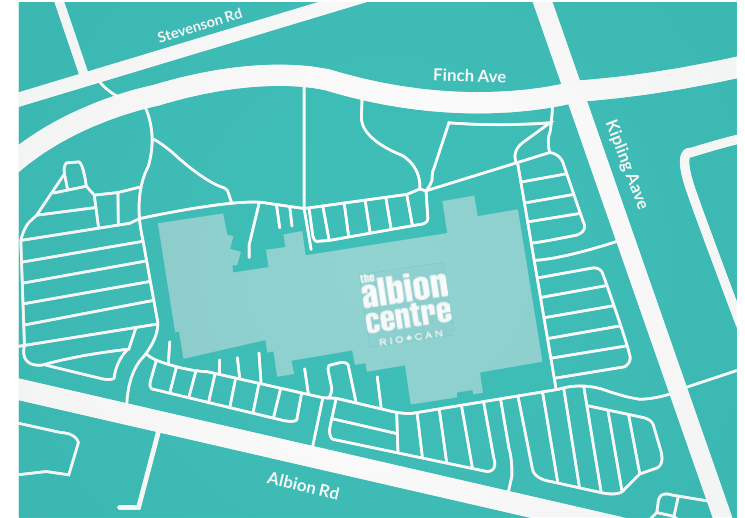 Stevenson Rd
Finch Ave
Kipling Aave
the
albion
centre
RIO CAN
Albion Rd